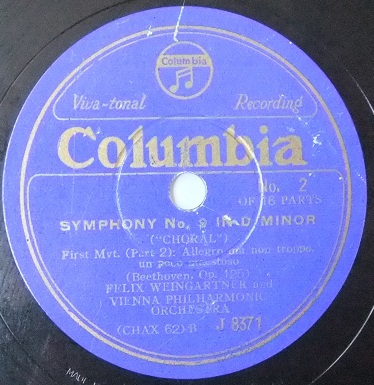 Columbia
Viva-tonal Recording
Columbia
No. 2
OF 16 PARTS
SYMPHONY No. 9 IN D MINOR
("CHORAL")
First Mvt. (Part 2): Allegro ma non troppo,
un poco maestoso
(Beethoven, Op. 125)
FELIX WEINGARTNER and
VIENNA PHILHARMONIC
ORCHESTRA
(CHAX 62) B J 8371